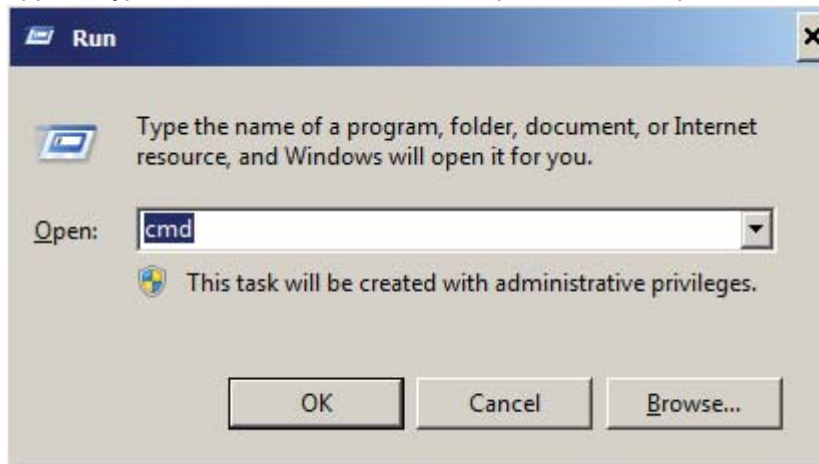 Run
Type the name of a program, folder, document, or Internet
resource, and Windows will open it for you.
Open: cmd
This task will be created with administrative privileges.
OK Cancel Browse...